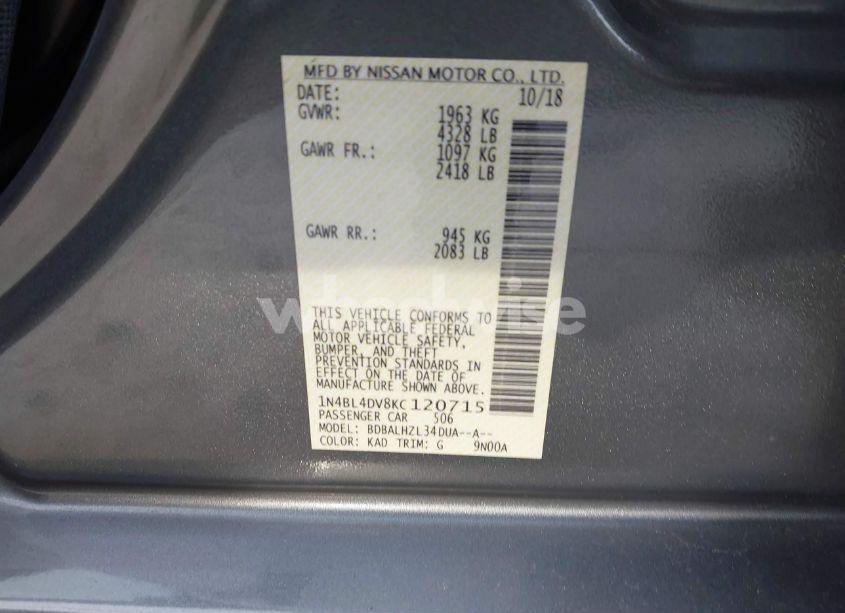 MFD BY NISSAN MOTOR CO., LTD.
DATE: 10/18
GVWR: 1963 KG
4328 LB
GAWR FR.: 1097 KG
2418 LB
GAWR RR.: 945 KG
2083 LB
wheelwise
THIS VEHICLE CONFORMS TO
ALL APPLICABLE FEDERAL
MOTOR VEHICLE SAFETY,
BUMPER, AND THEFT
PREVENTION STANDARDS IN
EFFECT ON THE DATE OF
MANUFACTURE SHOWN ABOVE.
1N4BL4DV8KC120715
PASSENGER CAR 506
MODEL: BDBALHZL34DUA--A--
COLOR: KAD TRIM: G 9N00A